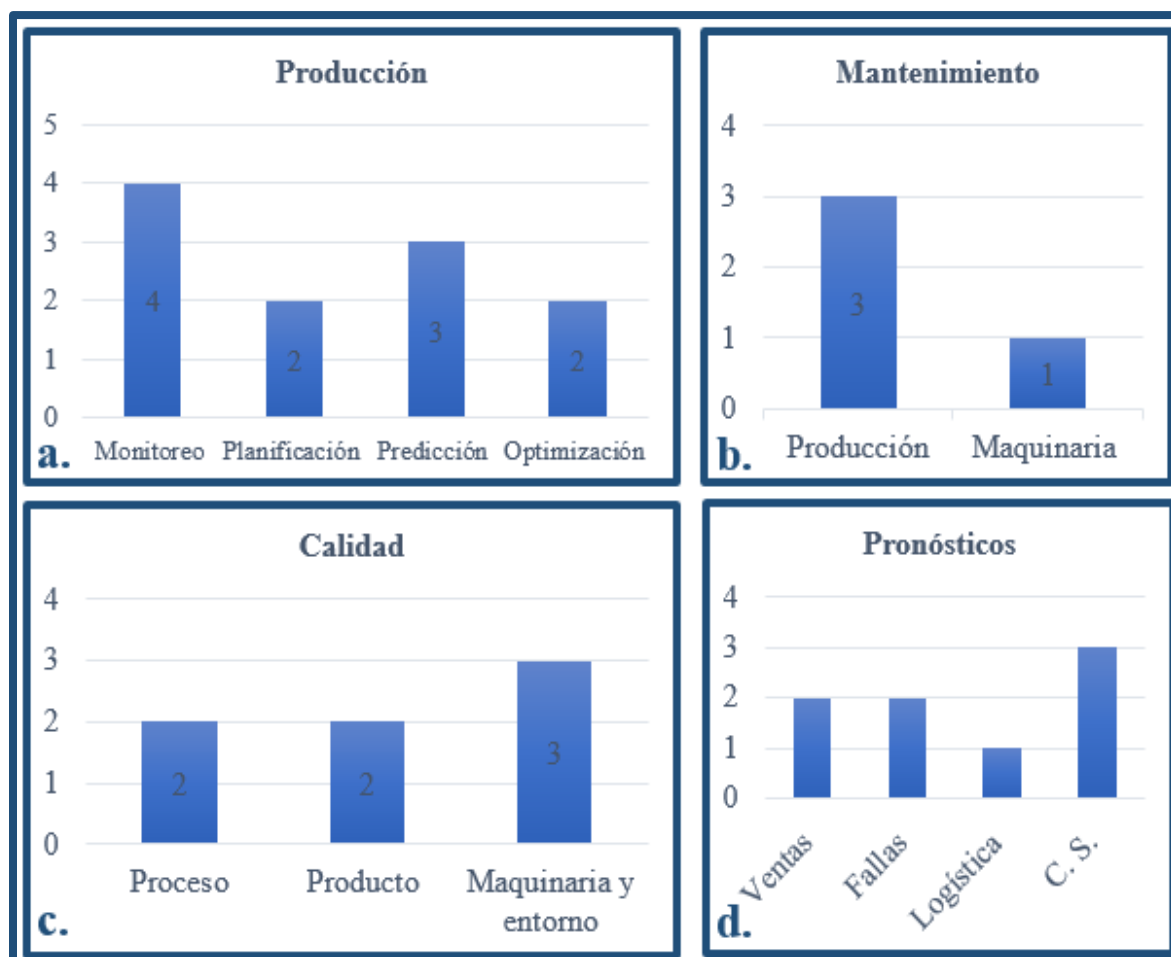 Producción
5
4
3
2
1
0
4
2
3
2
Monitoreo Planificación Predicción Optimización
a.
Mantenimiento
4
3
2
1
0
3
1
Producción Maquinaria
b.
Calidad
4
3
2
1
0
2
2
3
Proceso Producto Maquinaria y
entorno
c.
Pronósticos
4
3
2
1
0
Ventas
Fallas
Logística
C. S.
d.